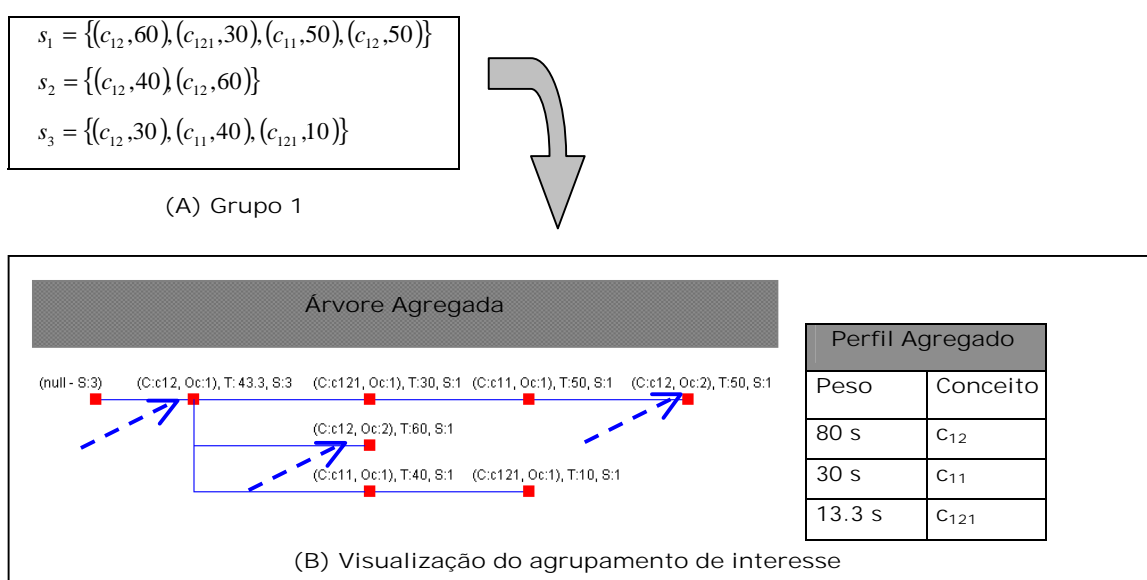 s₁ = {(c₁₂,60),(c₁₂₁,30),(c₁₁,50),(c₁₂,50)}
s₂ = {(c₁₂,40),(c₁₂,60)}
s₃ = {(c₁₂,30),(c₁₁,40),(c₁₂₁,10)}
(A) Grupo 1
Árvore Agregada
(null - S:3) (C:c12, Oc:1), T: 43.3, S:3 (C:c121, Oc:1), T:30, S:1 (C:c11, Oc:1), T:50, S:1 (C:c12, Oc:2), T:50, S:1
(C:c12, Oc:2), T:60, S:1
(C:c11, Oc:1), T:40, S:1 (C:c121, Oc:1), T:10, S:1
Perfil Agregado
Peso Conceito
80 s c₁₂
30 s c₁₁
13.3 s c₁₂₁
(B) Visualização do agrupamento de interesse